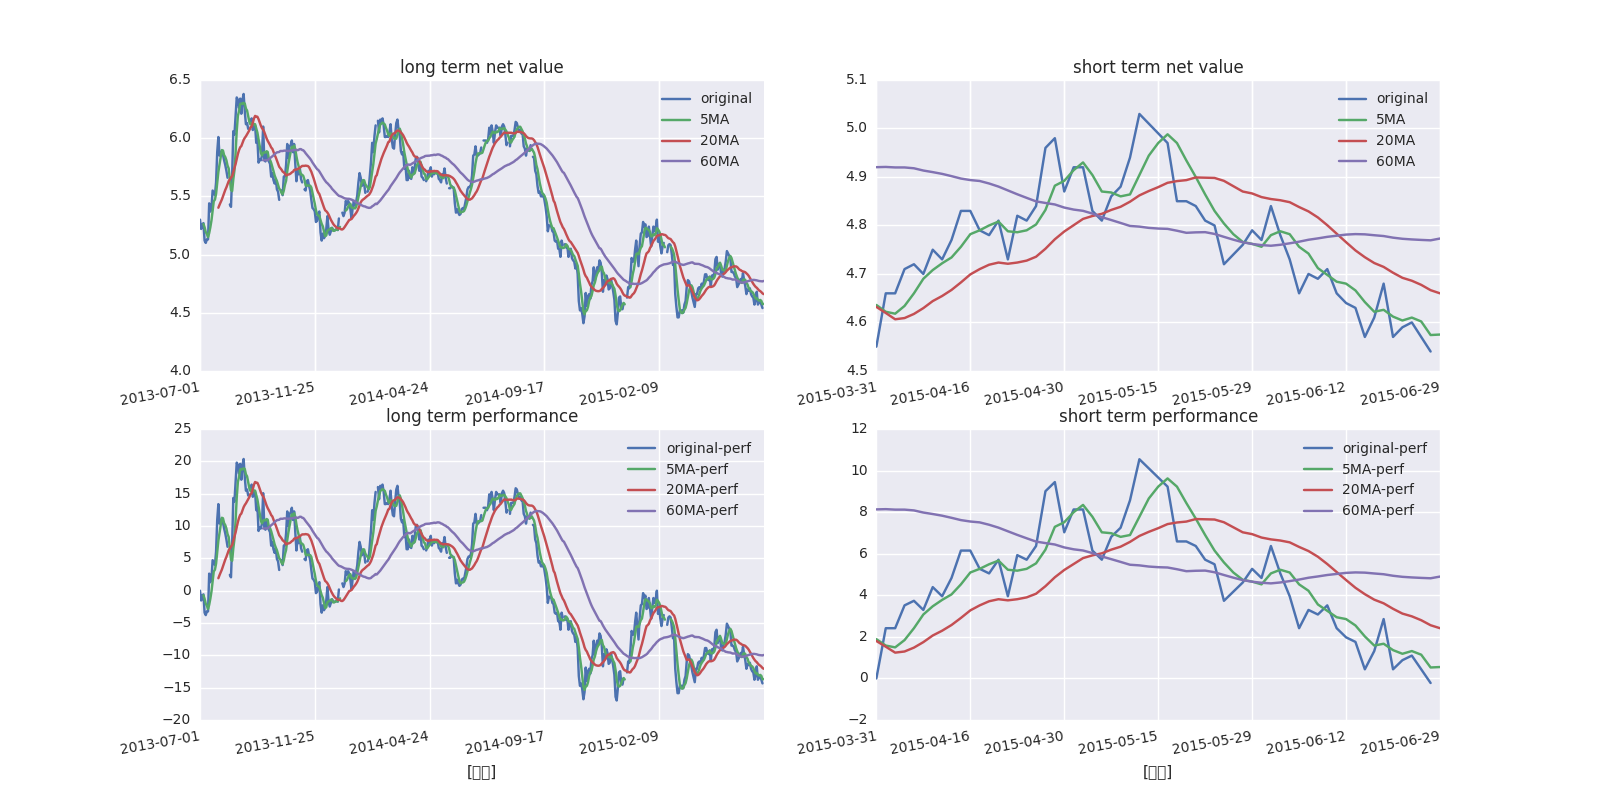 long term net value
6.5
6.0
5.5
5.0
4.5
4.0
original
5MA
20MA
60MA
2013-07-01
2013-11-25
2014-04-24
2014-09-17
2015-02-09
short term net value
5.1
5.0
4.9
4.8
4.7
4.6
4.5
original
5MA
20MA
60MA
2015-03-31
2015-04-16
2015-04-30
2015-05-15
2015-05-29
2015-06-12
2015-06-29
long term performance
25
20
15
10
5
0
−5
−10
−15
−20
original-perf
5MA-perf
20MA-perf
60MA-perf
2013-07-01
2013-11-25
2014-04-24
2014-09-17
2015-02-09
[▯▯]
short term performance
12
10
8
6
4
2
0
−2
original-perf
5MA-perf
20MA-perf
60MA-perf
2015-03-31
2015-04-16
2015-04-30
2015-05-15
2015-05-29
2015-06-12
2015-06-29
[▯▯]